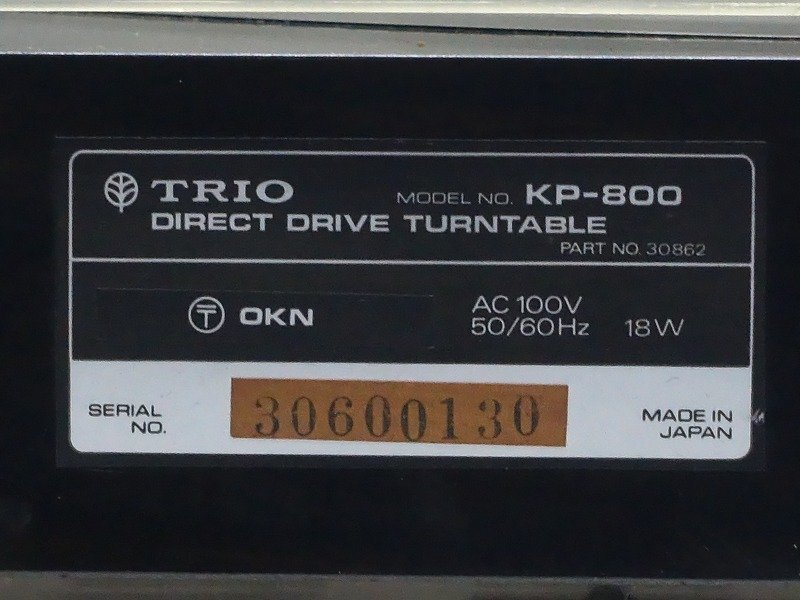 TRIO MODEL NO. KP-800
DIRECT DRIVE TURNTABLE
PART NO. 30862
〒 OKN
AC 100V
50/60Hz 18W
SERIAL
NO.
30600130
MADE IN
JAPAN